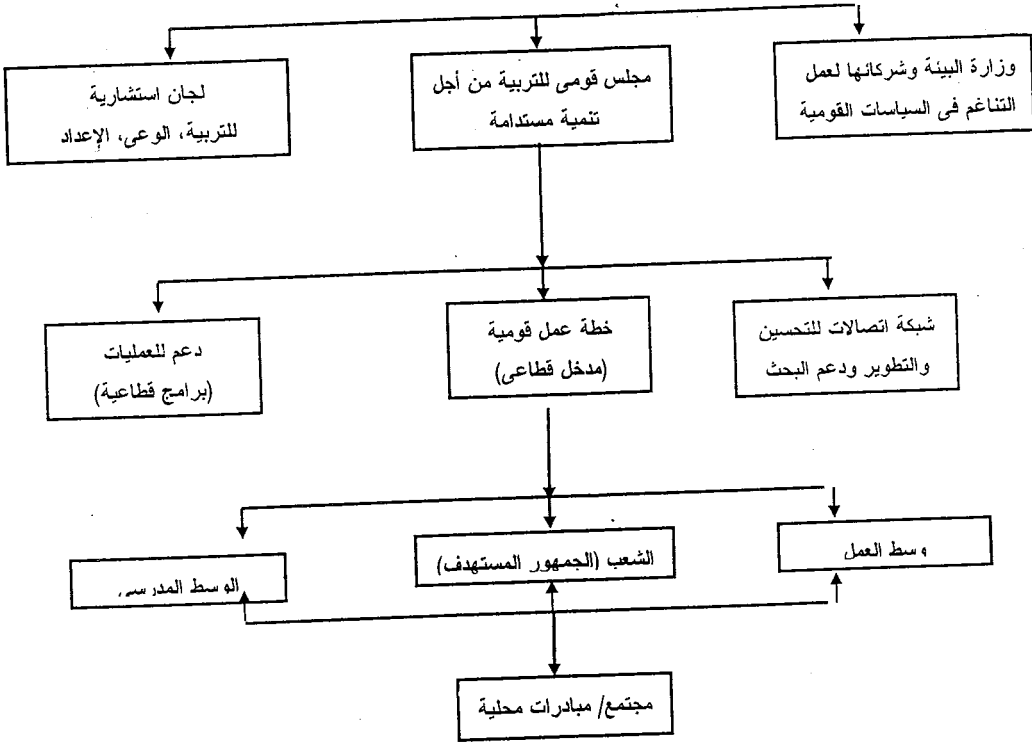 وزارة البيئة وشركائها لعمل
التناغم فى السياسات القومية
مجلس قومى للتربية من أجل
تنمية مستدامة
لجان استشارية
للتربية، الوعى، الإعداد
شبكة اتصالات للتحسين
والتطوير ودعم البحث
خطة عمل قومية
(مدخل قطاعى)
دعم للعمليات
(برامج قطاعية)
وسط العمل
الشعب (الجمهور المستهدف)
الوسط المدرسى
مجتمع/ مبادرات محلية